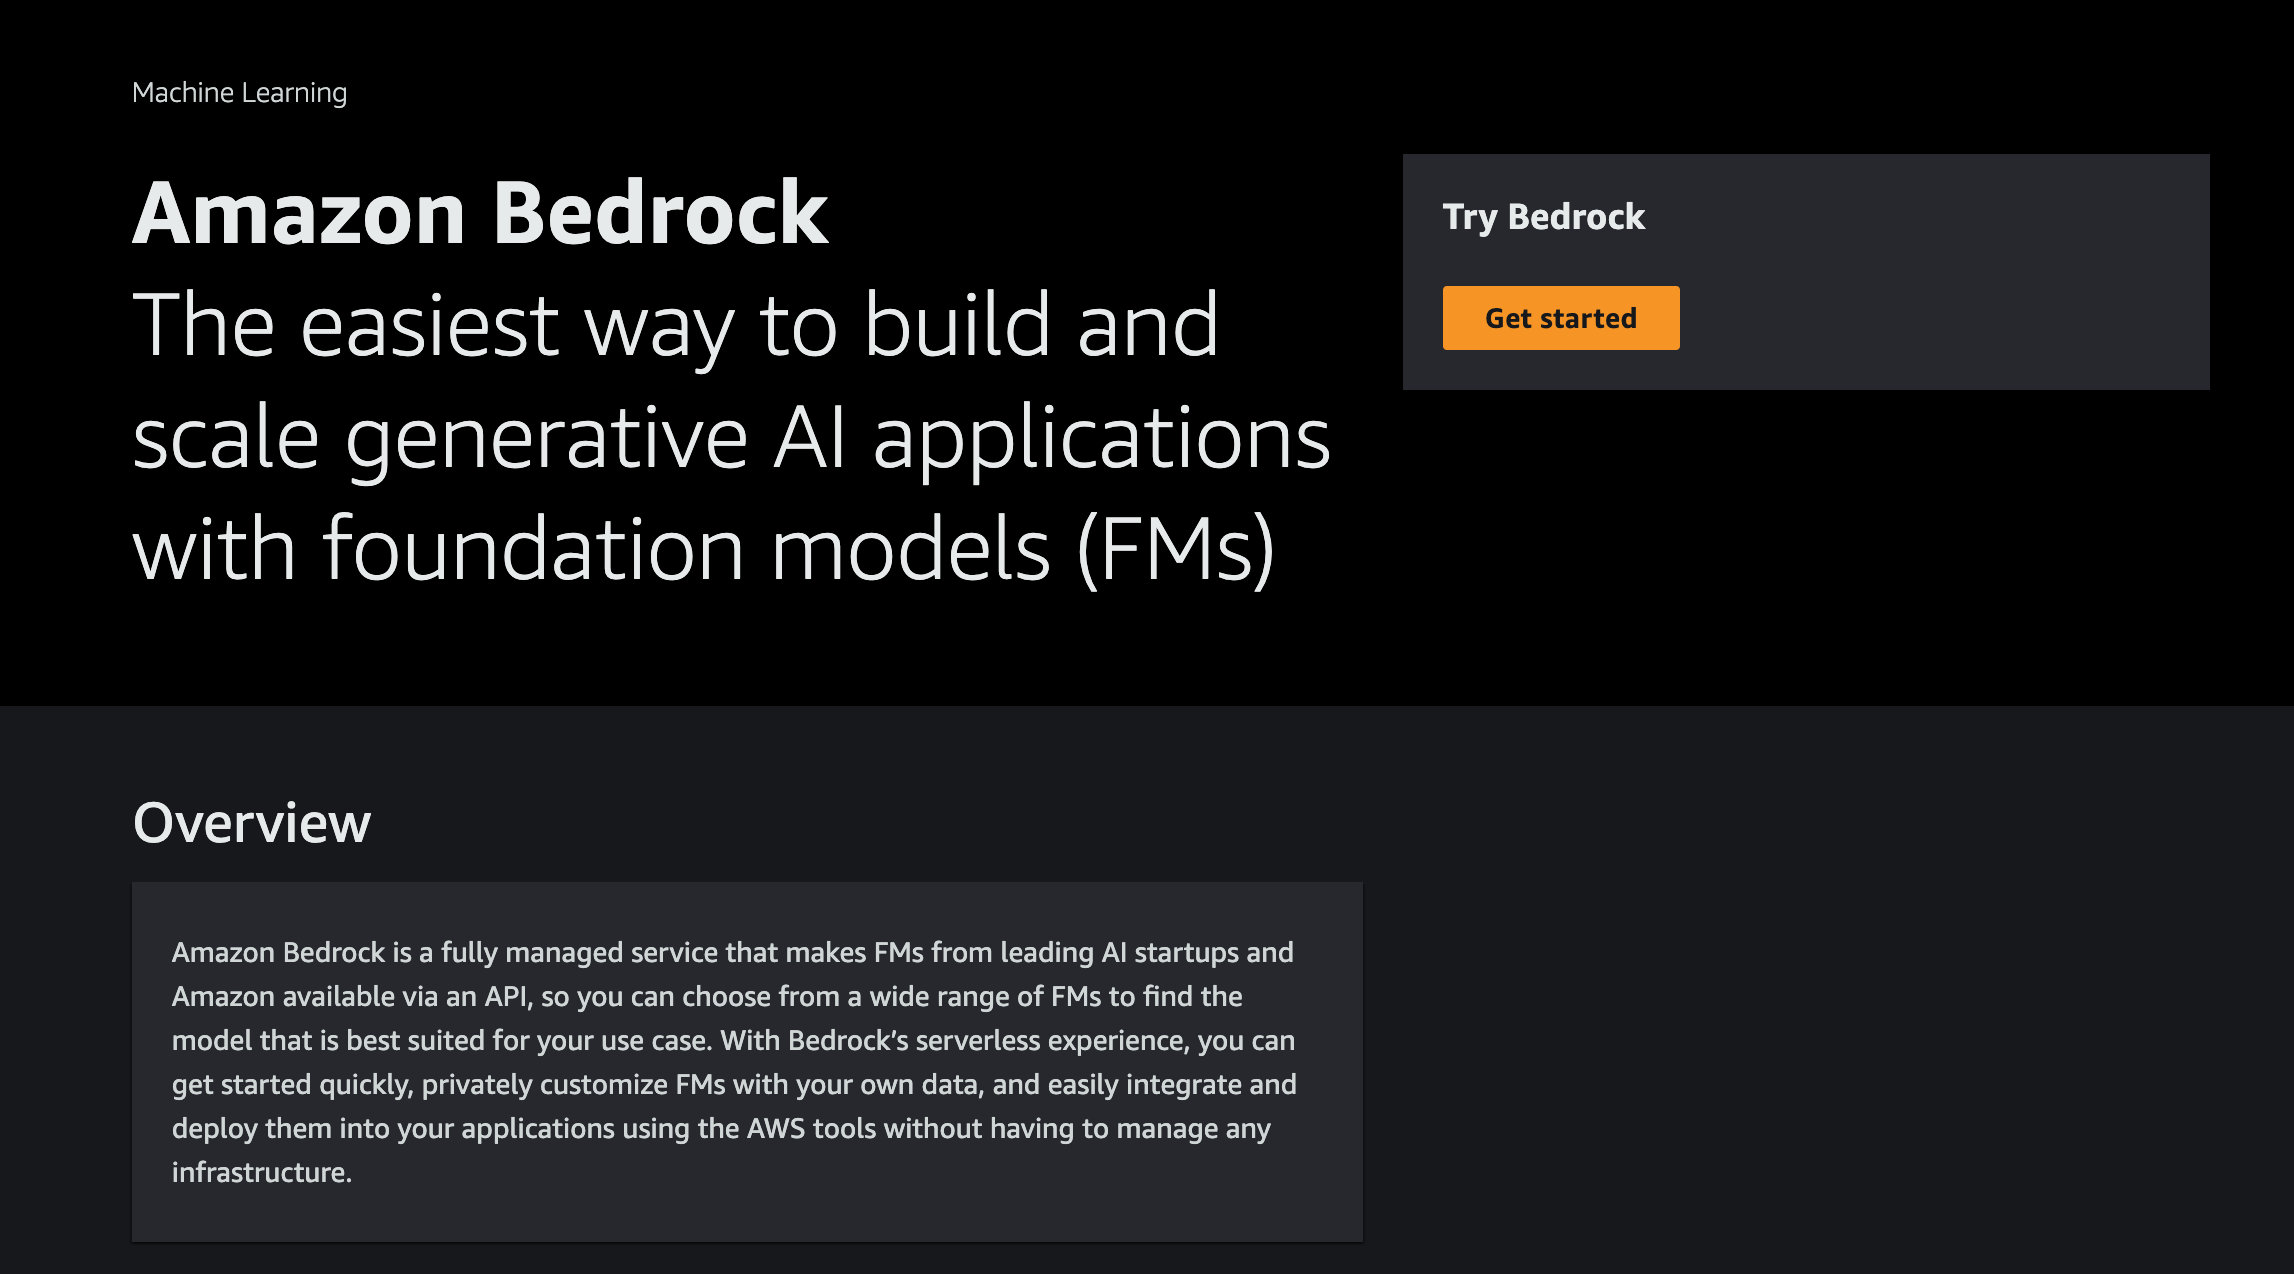 Machine Learning
Amazon Bedrock
The easiest way to build and
scale generative AI applications
with foundation models (FMs)
Try Bedrock
Get started
Overview
Amazon Bedrock is a fully managed service that makes FMs from leading AI startups and
Amazon available via an API, so you can choose from a wide range of FMs to find the
model that is best suited for your use case. With Bedrock’s serverless experience, you can
get started quickly, privately customize FMs with your own data, and easily integrate and
deploy them into your applications using the AWS tools without having to manage any
infrastructure.